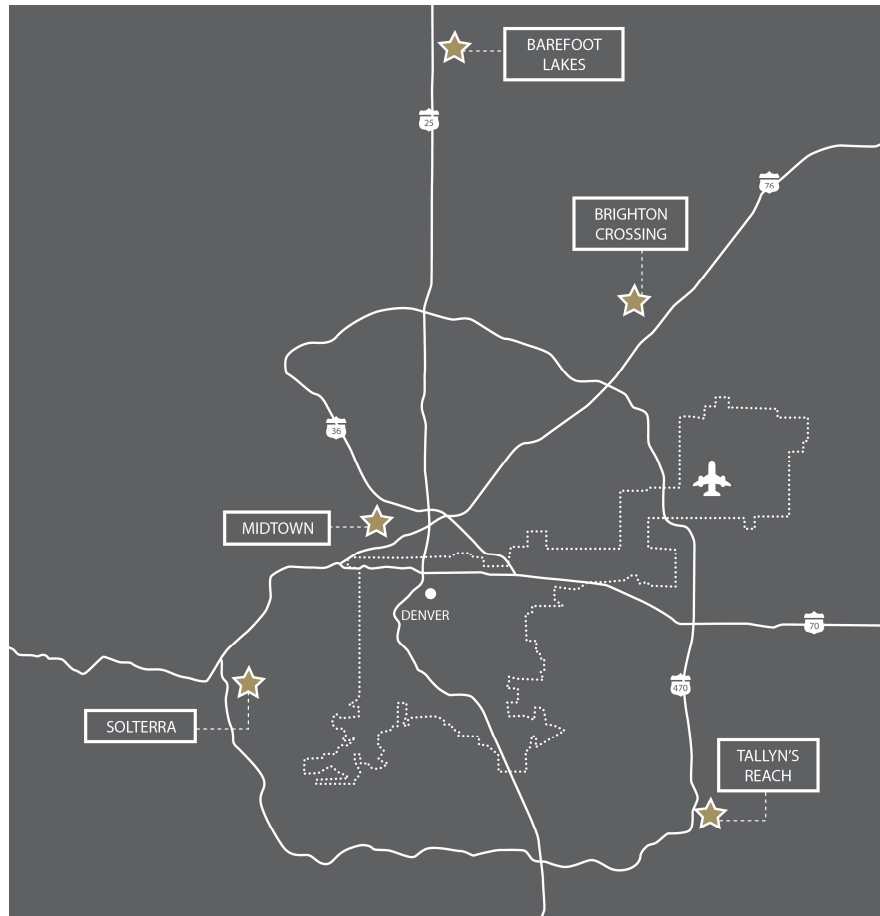 BAREFOOT
LAKES
25
76
BRIGHTON
CROSSING
36
MIDTOWN
DENVER
70
470
SOLTERRA
TALLYN'S
REACH